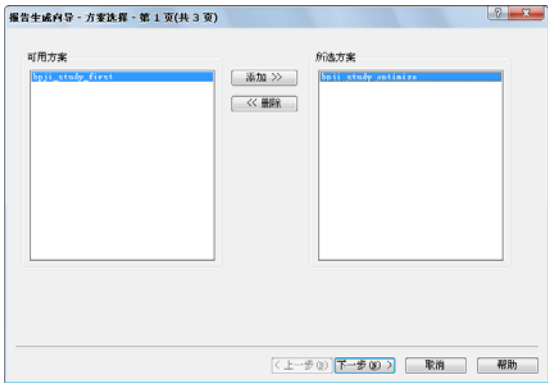 报告生成向导 - 方案选择 - 第 1 页(共 3 页)
可用方案
所选方案
hpji_study_first
添加 >>
hpji_study_optimize
<< 删除
< 上一步(B)
下一步(N) >
取消
帮助